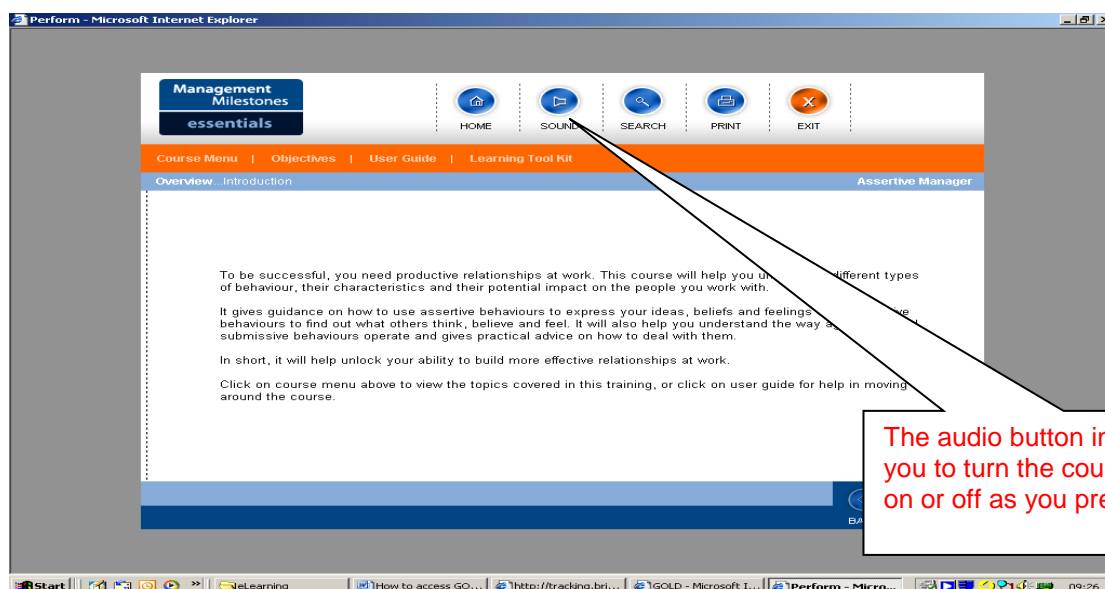 Perform - Microsoft Internet Explorer
Management
Milestones
essentials
HOME
SOUND
SEARCH
PRINT
EXIT
Course Menu | Objectives | User Guide | Learning Tool Kit
Overview...Introduction
Assertive Manager
To be successful, you need productive relationships at work. This course will help you different types
of behaviour, their characteristics and their potential impact on the people you work with.
It gives guidance on how to use assertive behaviours to express your ideas, beliefs and feelings
behaviours to find out what others think, believe and feel. It will also help you understand the way
submissive behaviours operate and gives practical advice on how to deal with them.
In short, it will help unlock your ability to build more effective relationships at work.
Click on course menu above to view the topics covered in this training, or click on user guide for help in moving
around the course.
The audio button
you to turn the cou
on or off as you pre
Start
eLearning
How to access GO...
http://tracking.bri...
GOLD - Microsoft I...
Perform - Micro...
09:26